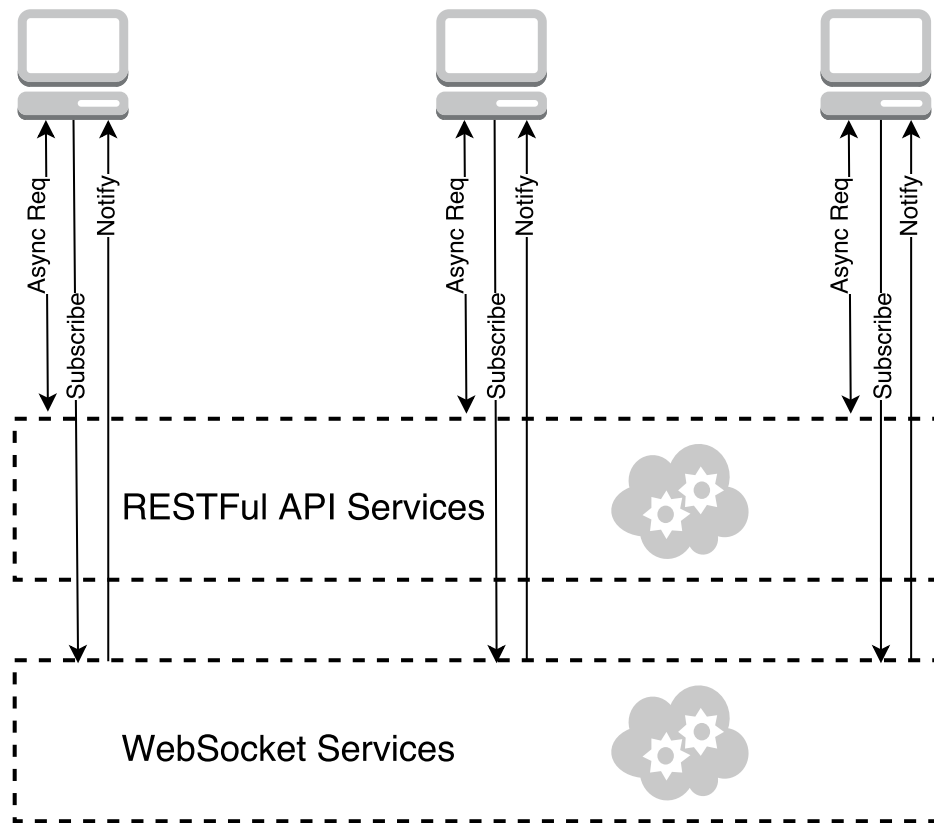 Async Req
Subscribe
Notify
Async Req
Subscribe
Notify
Async Req
Subscribe
Notify
RESTFul API Services
WebSocket Services